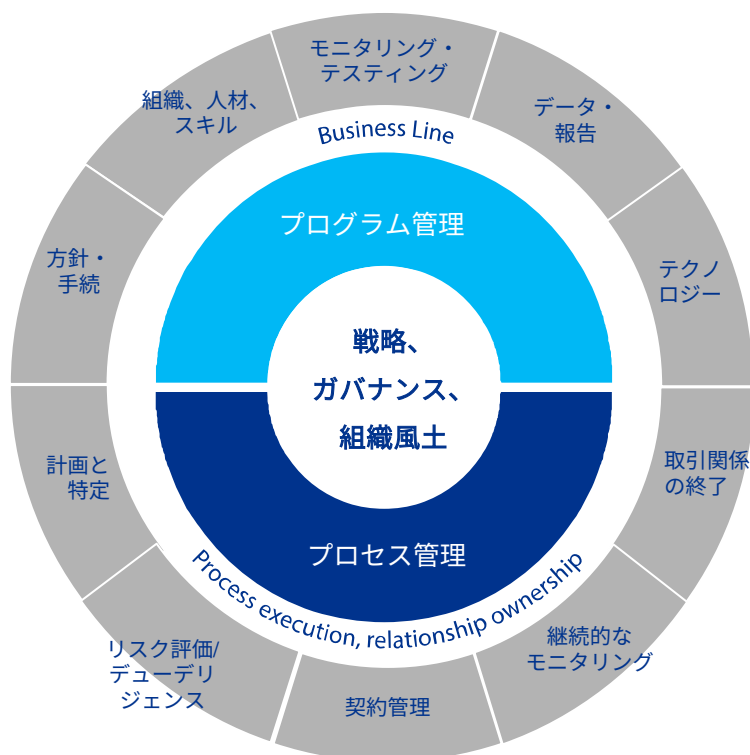 モニタリング・
テスティング
組織、人材、
スキル
データ・
報告
Business Line
プログラム管理
方針・
手続
テクノ
ロジー
戦略、
ガバナンス、
組織風土
計画と
特定
取引関係
の終了
プロセス管理
Process execution, relationship ownership
リスク評価/
デューデリ
ジェンス
継続的な
モニタリング
契約管理